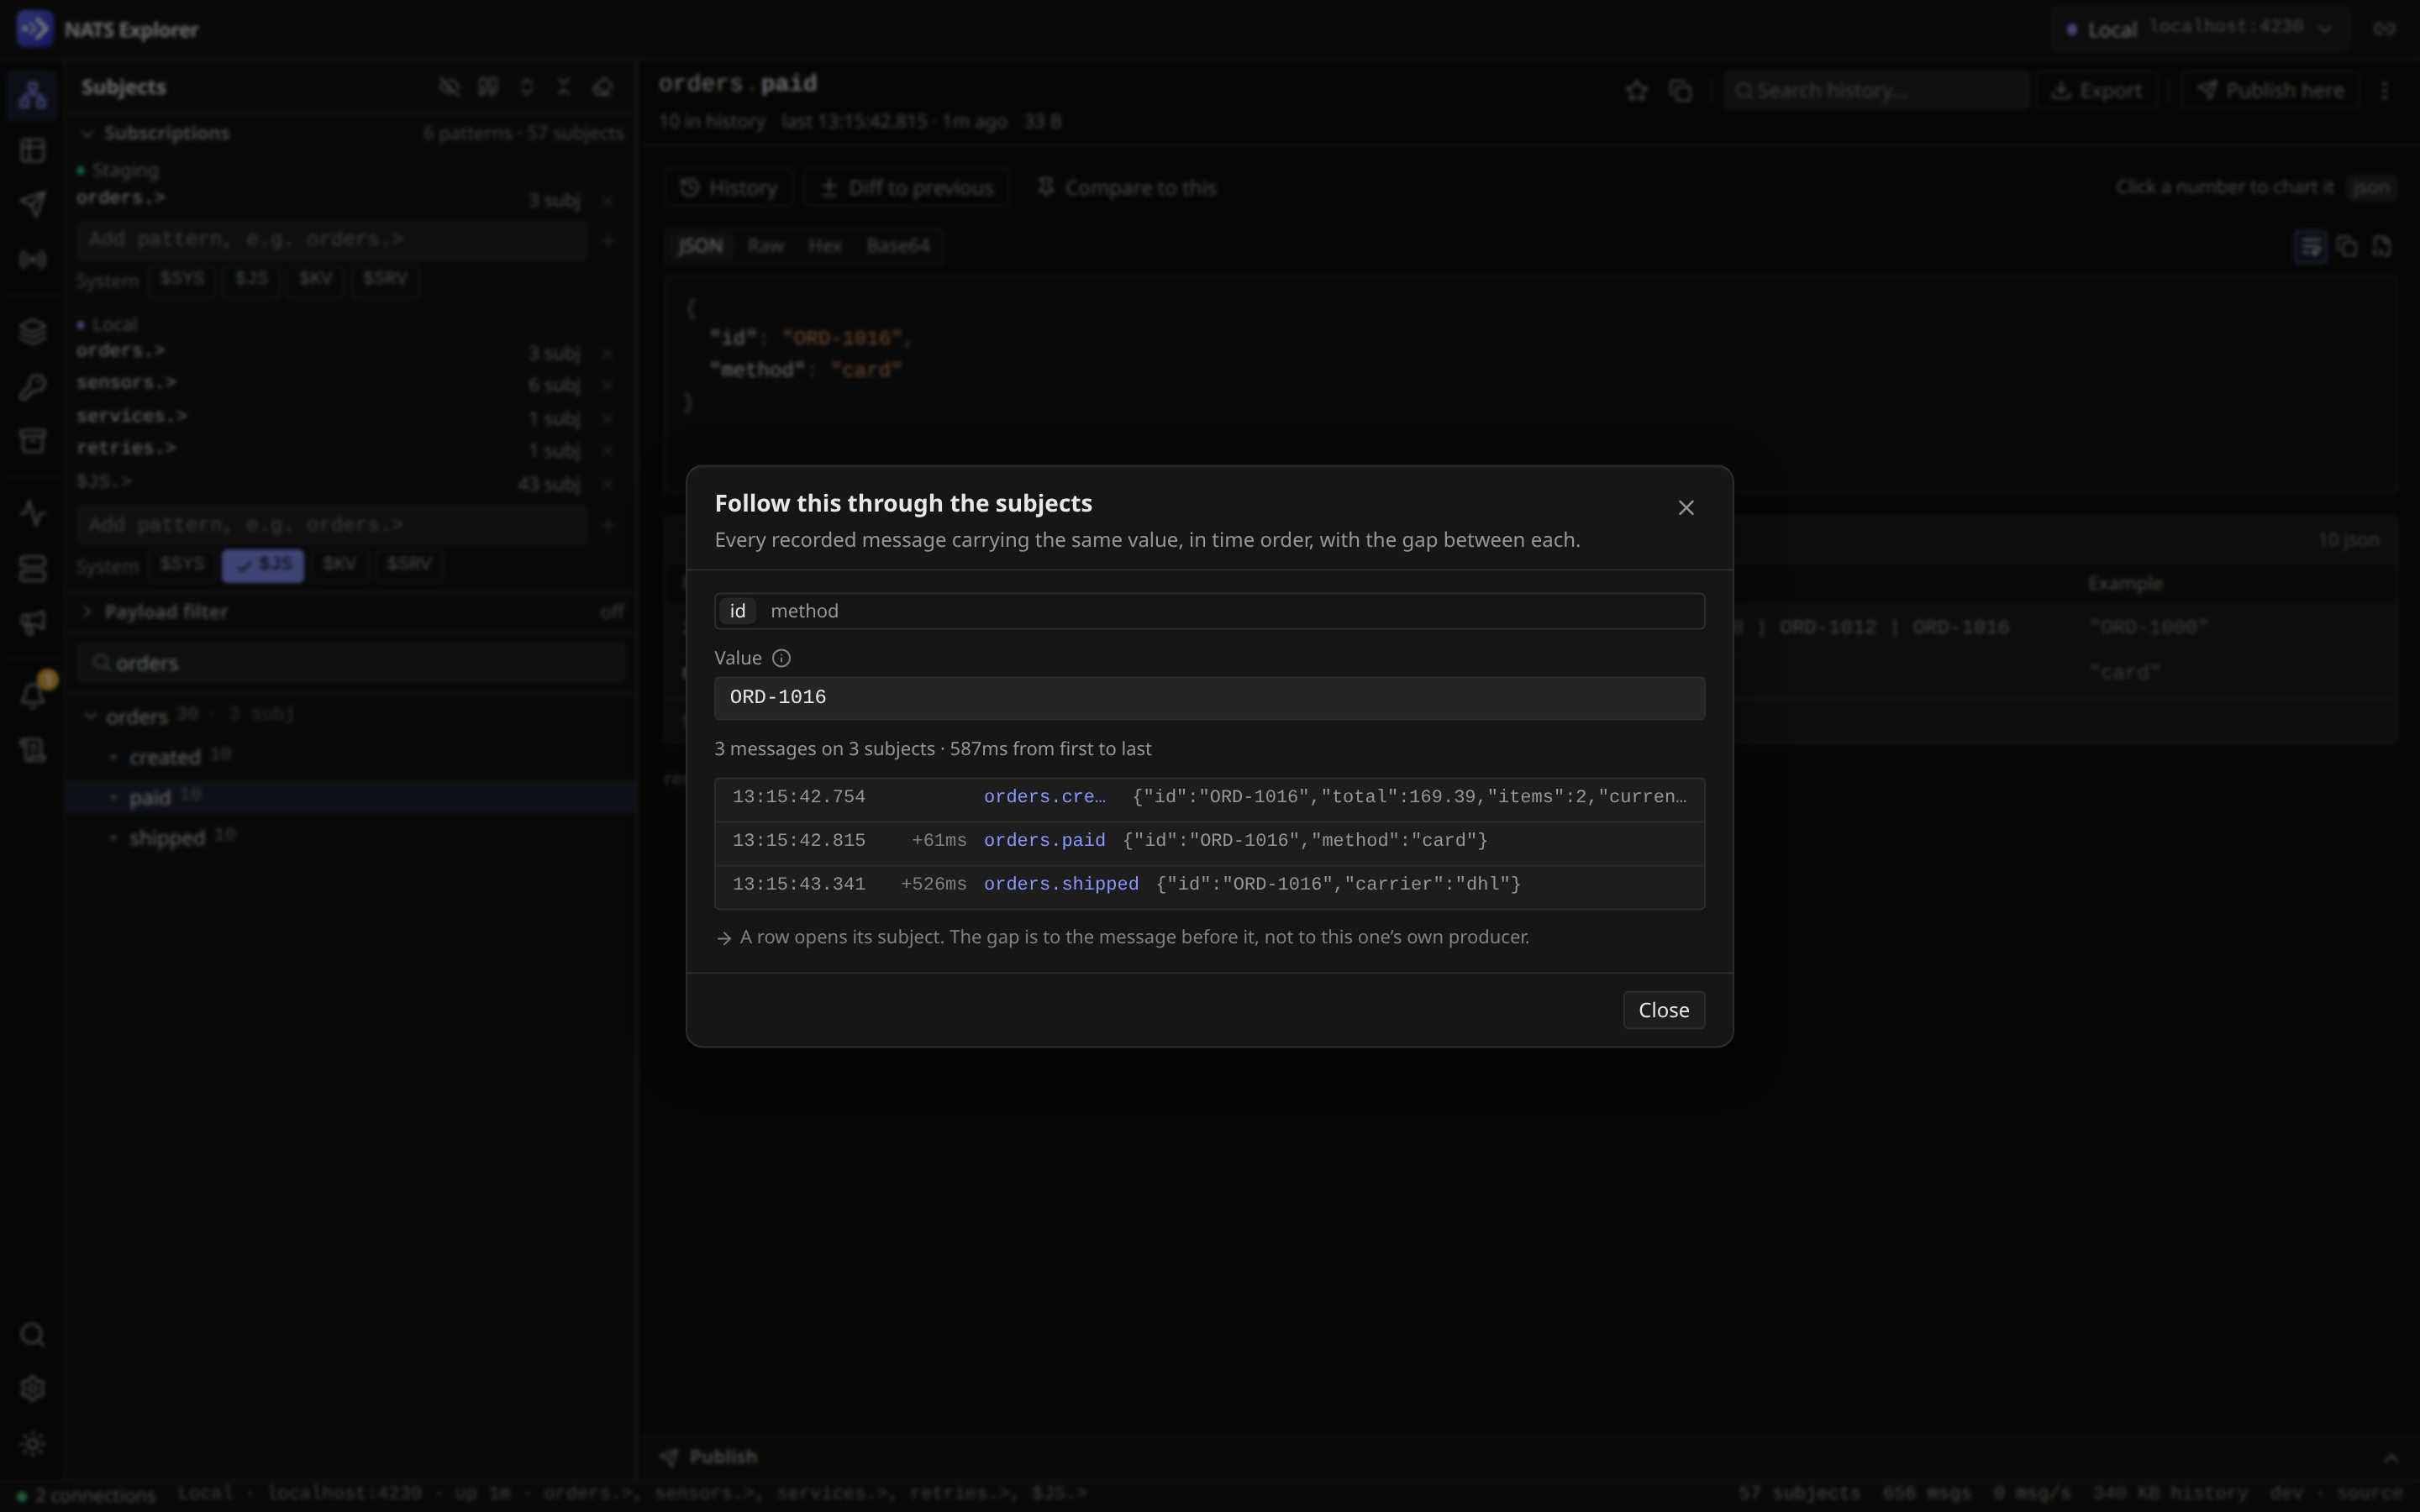 NATS Explorer
Local localhost:4230
Subjects
Subscriptions 6 patterns · 57 subjects
Staging
orders.> 3 subj
Add pattern, e.g. orders.>
System $SYS $JS $KV $SRV
Local
orders.> 3 subj
sensors.> 6 subj
services.> 1 subj
retries.> 1 subj
$JS.> 43 subj
Add pattern, e.g. orders.>
System $SYS $JS $KV $SRV
Payload filter off
orders
orders 30 · 3 subj
created 10
paid 10
shipped 10
orders.paid
10 in history last 13:15:42.815 · 1m ago 33 B
Search history...
Export
Publish here
History
Diff to previous
Compare to this
Click a number to chart it json
JSON Raw Hex Base64
{
"id": "ORD-1016",
"method": "card"
}
10 json
Example
| ORD-1012 | ORD-1016 "ORD-1000"
"card"
Follow this through the subjects
Every recorded message carrying the same value, in time order, with the gap between each.
id method
Value
ORD-1016
3 messages on 3 subjects · 587ms from first to last
13:15:42.754 orders.cre… {"id":"ORD-1016","total":169.39,"items":2,"curren…
13:15:42.815 +61ms orders.paid {"id":"ORD-1016","method":"card"}
13:15:43.341 +526ms orders.shipped {"id":"ORD-1016","carrier":"dhl"}
→ A row opens its subject. The gap is to the message before it, not to this one’s own producer.
Close
Publish
2 connections Local · localhost:4230 · up 1m · orders.>, sensors.>, services.>, retries.>, $JS.>
57 subjects 656 msgs 0 msg/s 340 KB history dev · source